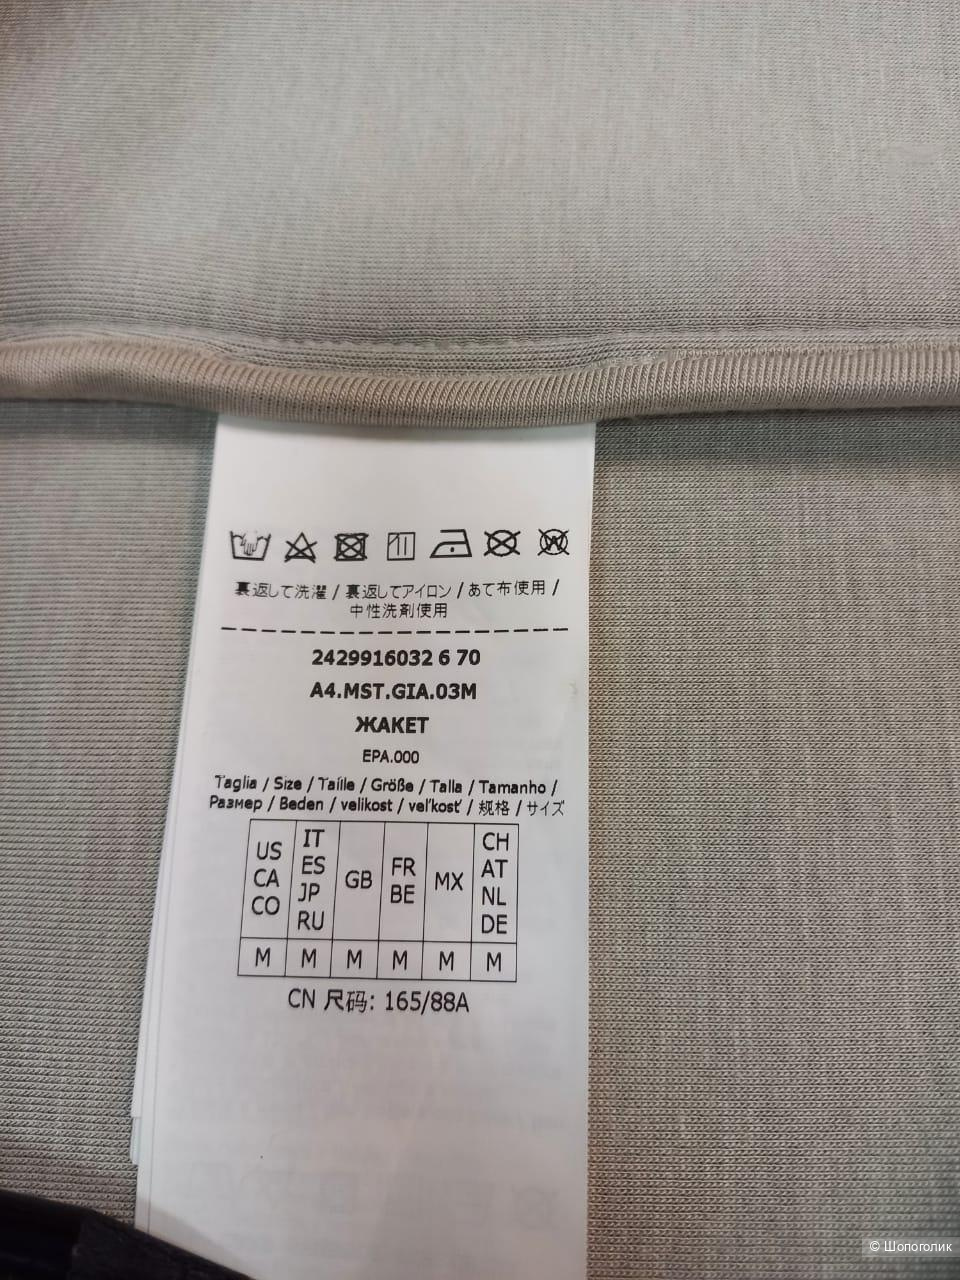 裏返して洗濯 / 裏返してアイロン / あて布使用 /
中性洗剤使用
2429916032 6 70
A4.MST.GIA.03M
ЖАКЕТ
EPA.000
Taglia / Size / Taille / Größe / Talla / Tamanho /
Размер / Beden / velikost / veľkosť / 规格 / サイズ
US CA CO IT ES JP RU GB FR BE MX CH AT NL DE
M M M M M M
CN 尺码: 165/88A
© Шопоголик